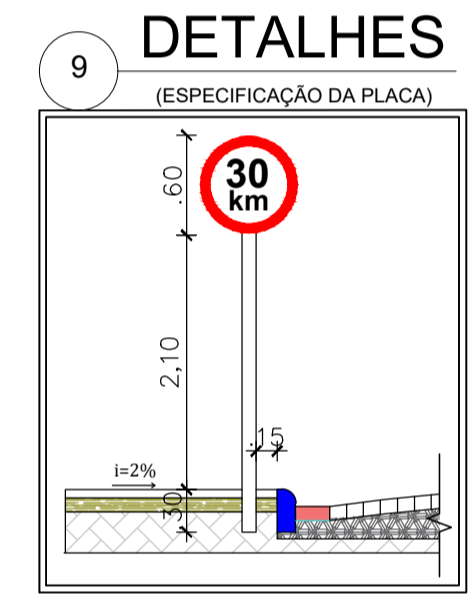 9
DETALHES
(ESPECIFICAÇÃO DA PLACA)
.60
30
km
2,10
.15
i=2%
.30